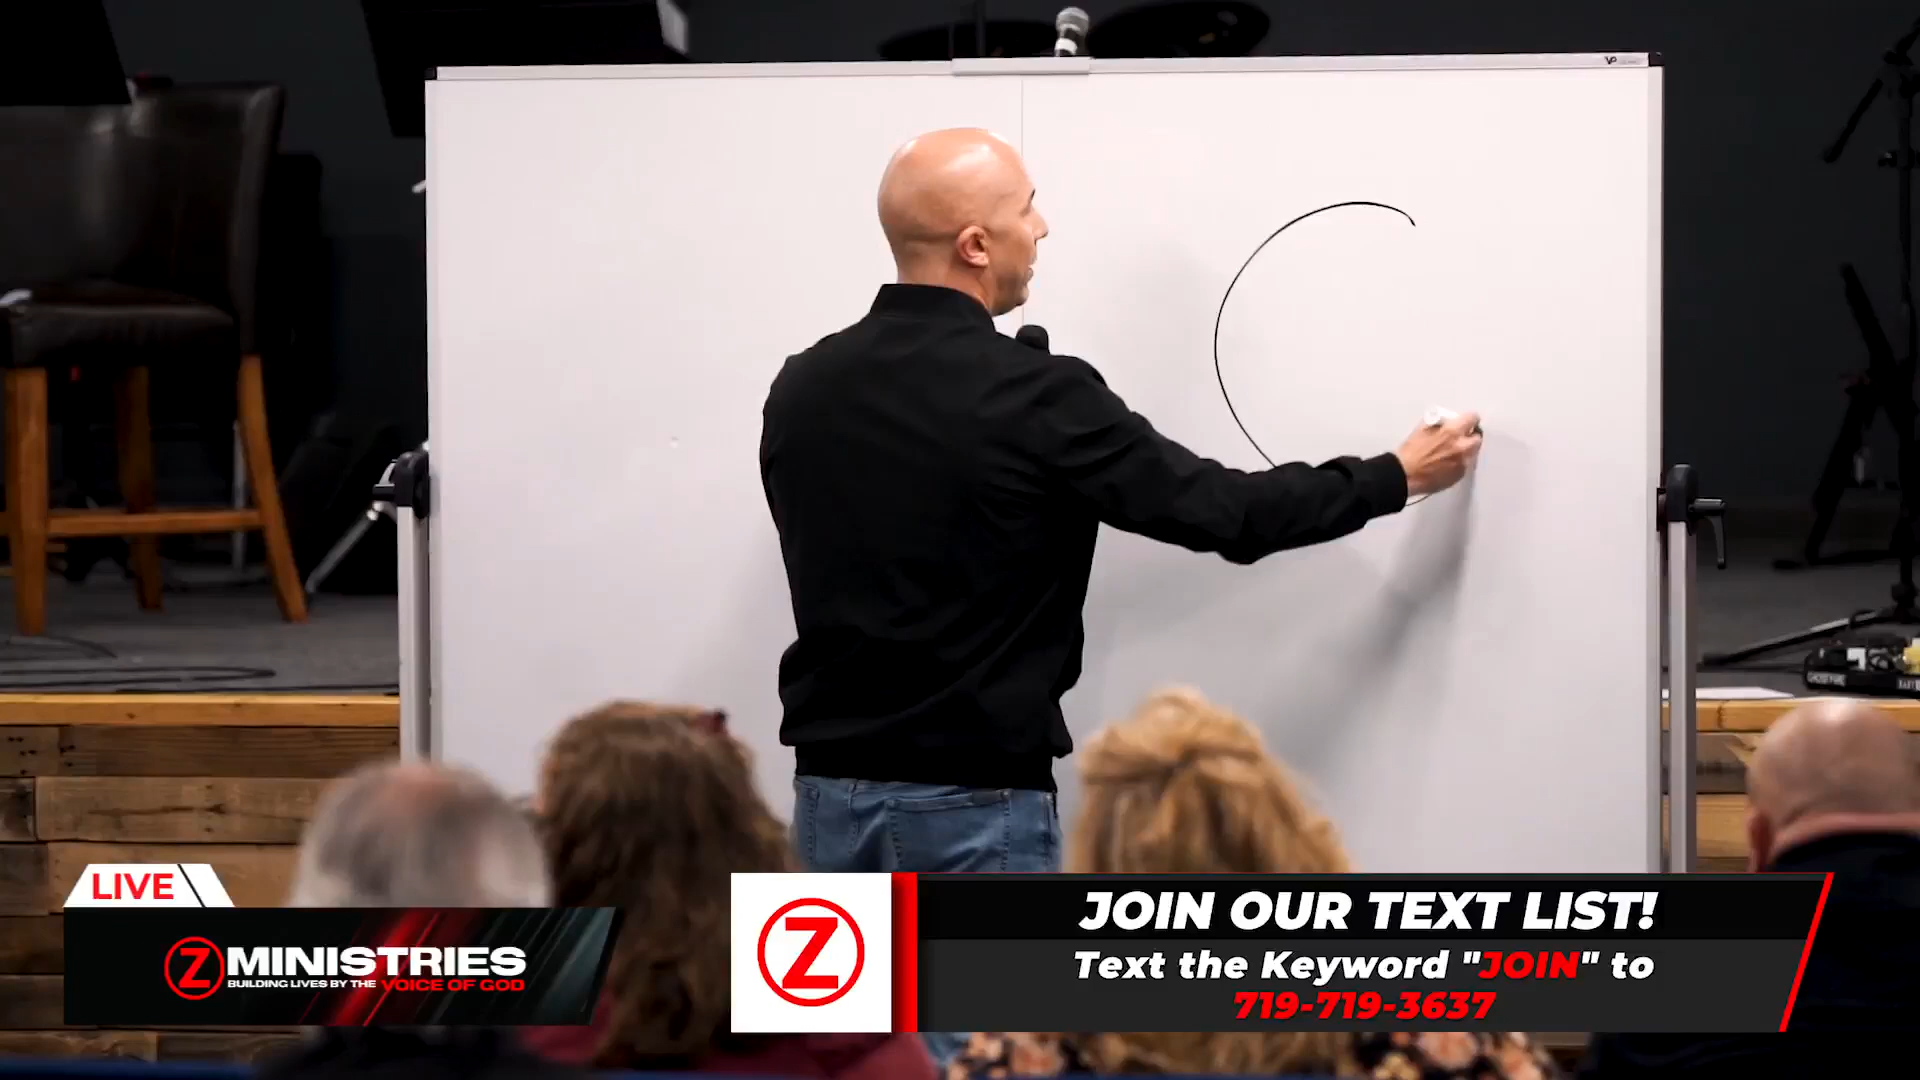 LIVE
Z MINISTRIES
BUILDING LIVES BY THE VOICE OF GOD
Z
JOIN OUR TEXT LIST!
Text the Keyword "JOIN" to
719-719-3637